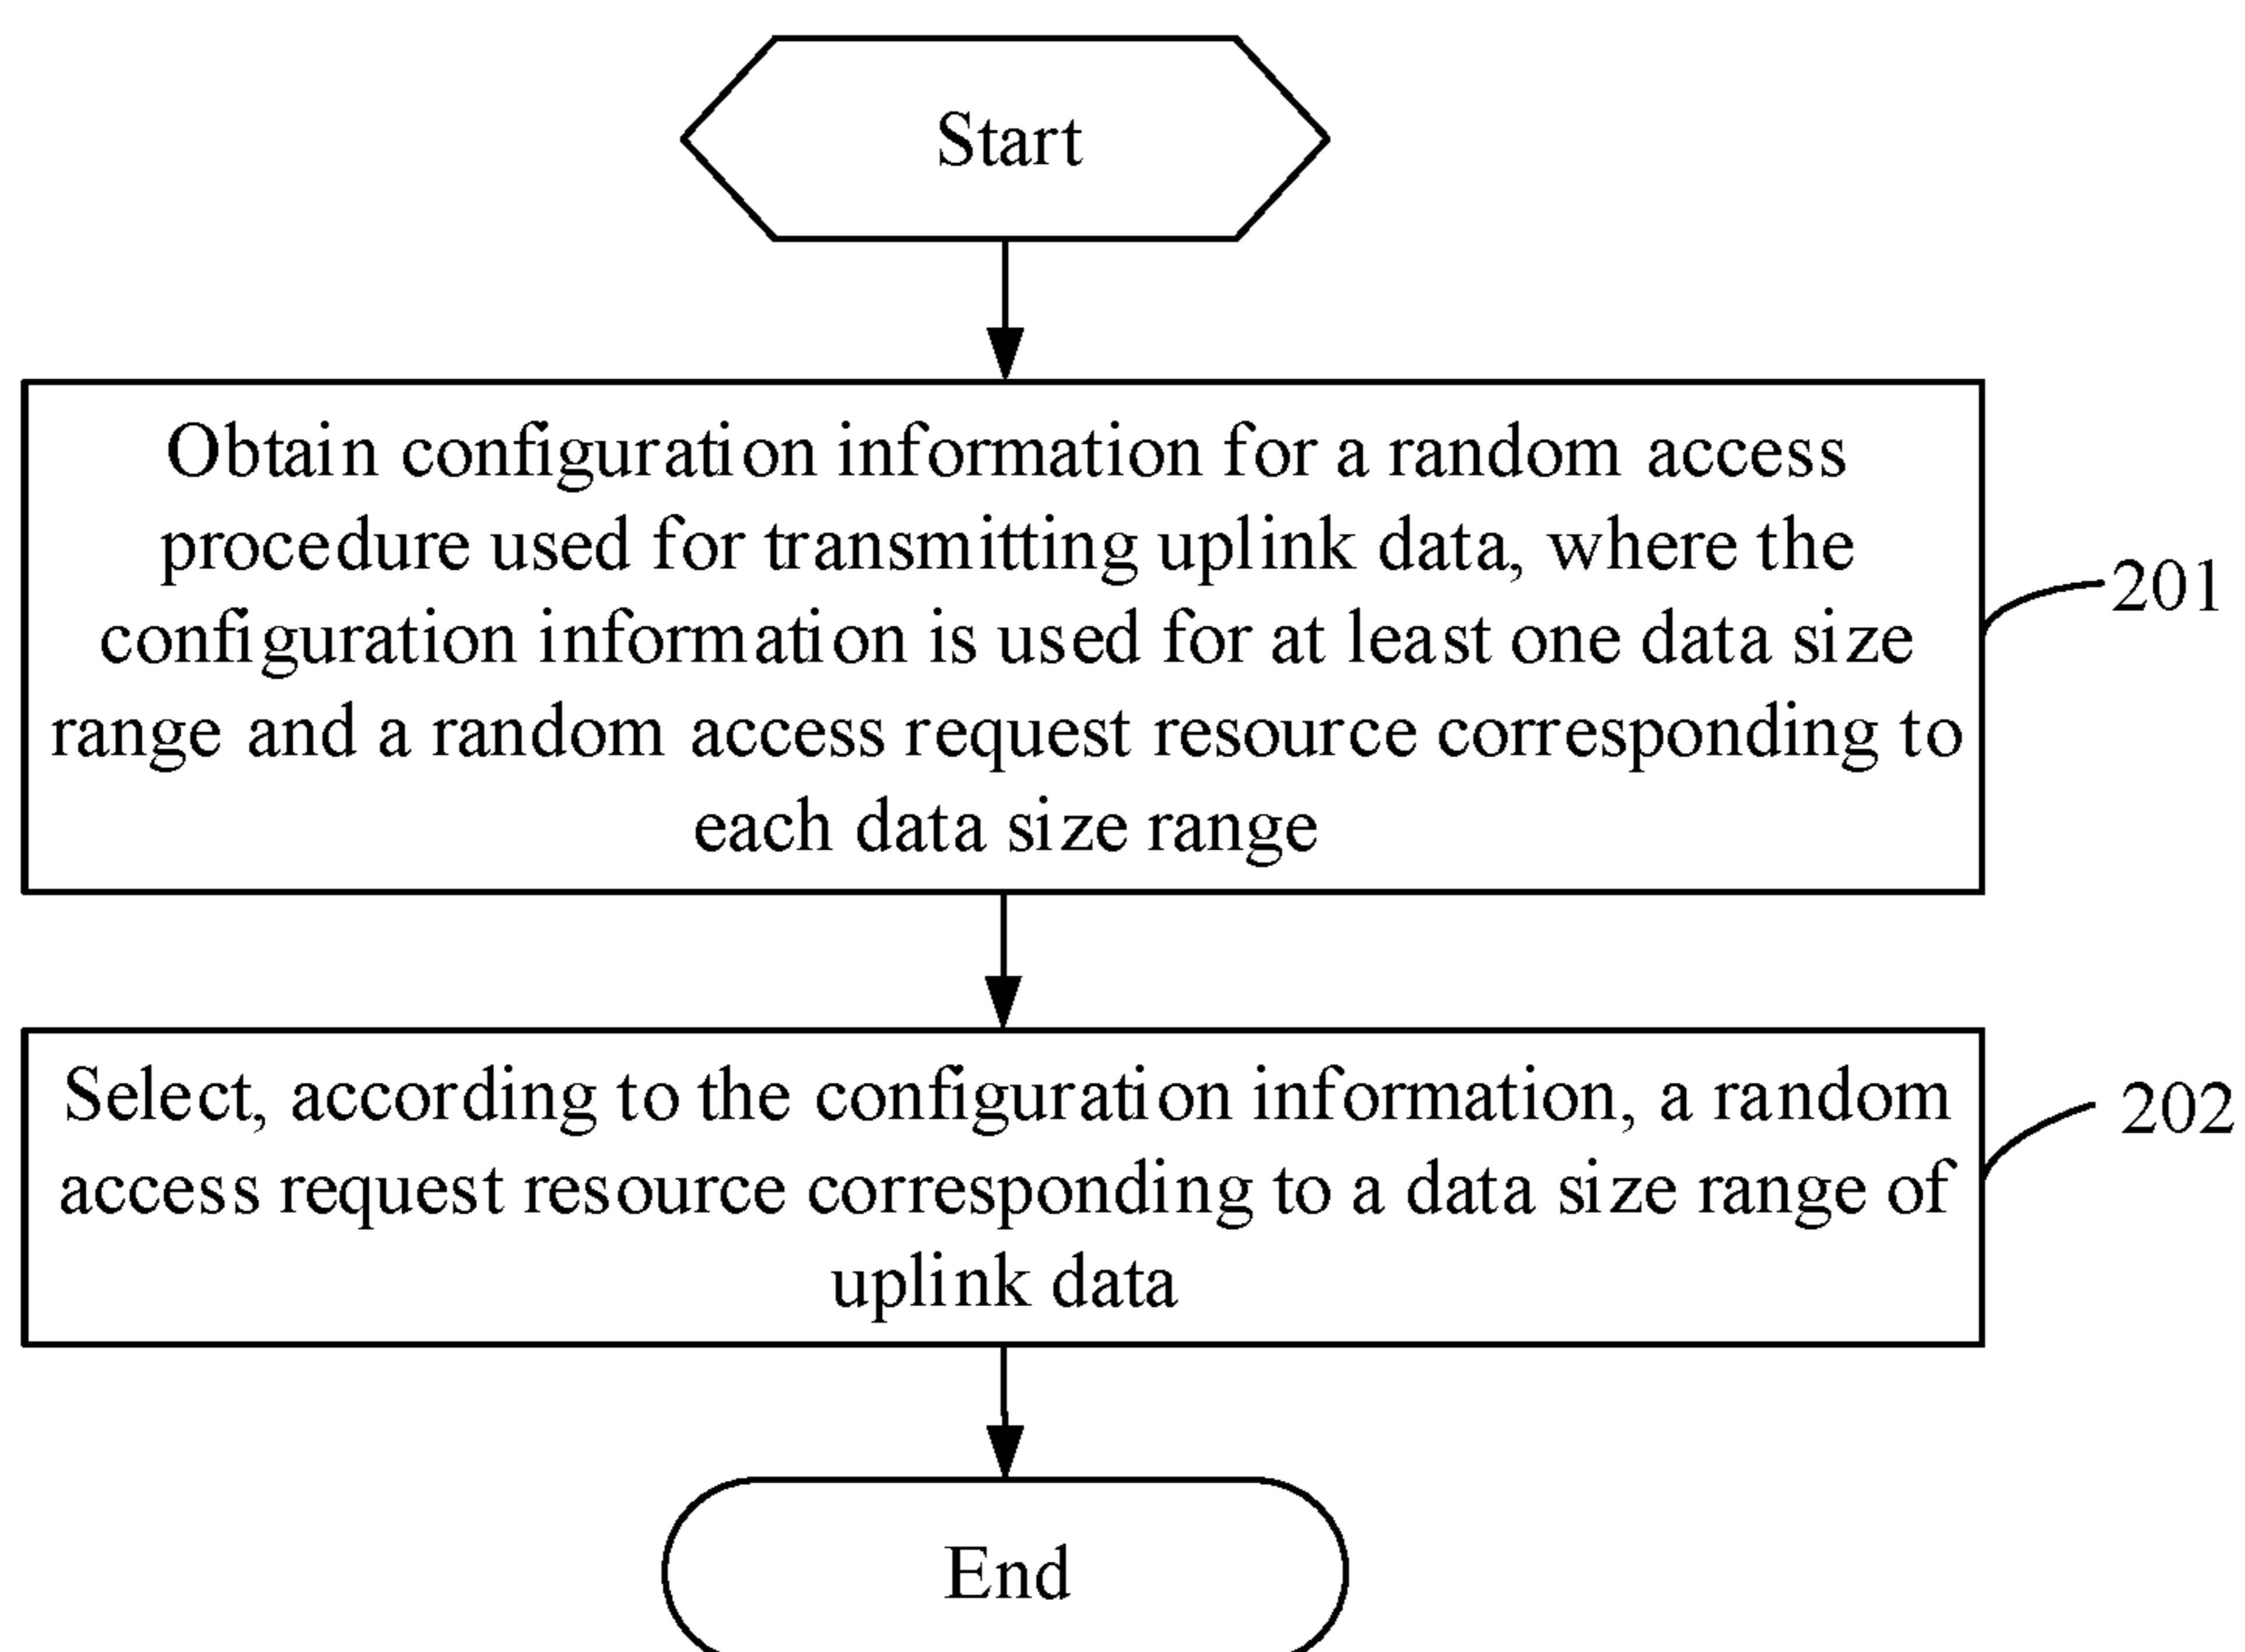 Start
Obtain configuration information for a random access
procedure used for transmitting uplink data, where the
configuration information is used for at least one data size
range and a random access request resource corresponding to
each data size range
201
Select, according to the configuration information, a random
access request resource corresponding to a data size range of
uplink data
202
End